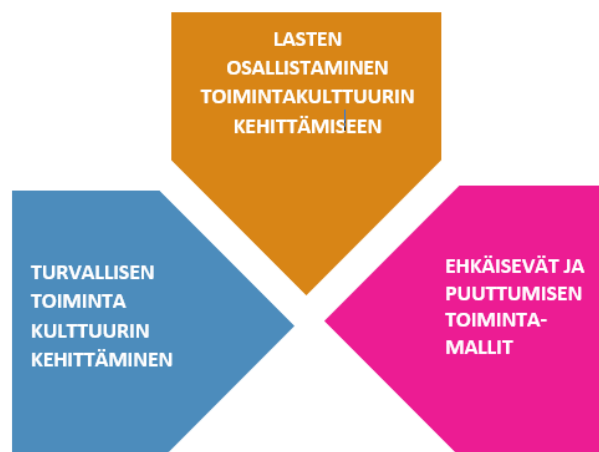 LASTEN
OSALLISTAMINEN
TOIMINTAKULTTUURIN
KEHITTÄMISEEN
TURVALLISEN
TOIMINTA
KULTTUURIN
KEHITTÄMINEN
EHKÄISEVÄT JA
PUUTTUMISEN
TOIMINTA-
MALLIT